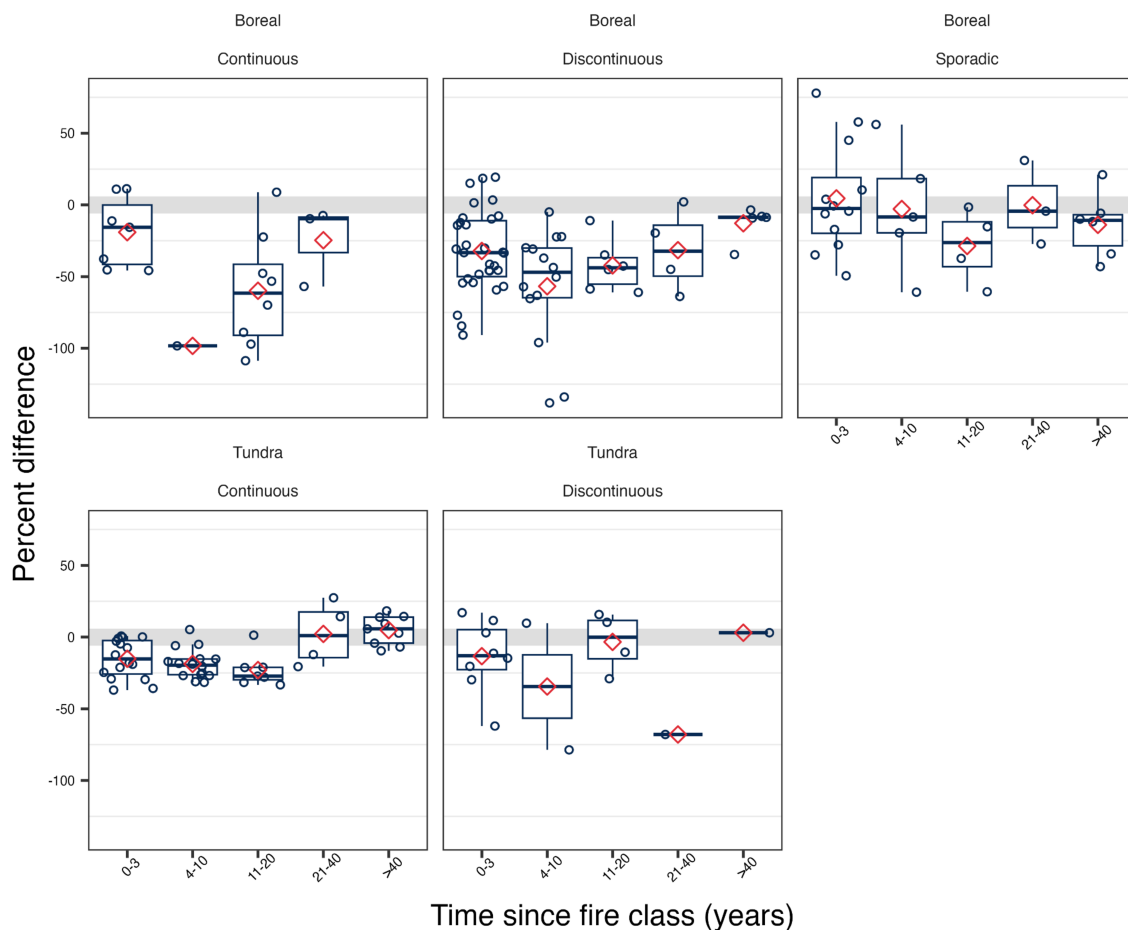 Boreal
Continuous
Boreal
Discontinuous
Boreal
Sporadic
50
0
-50
-100
0-3
4-10
11-20
21-40
>40
Percent difference
Tundra
Continuous
Tundra
Discontinuous
50
0
-50
-100
0-3
4-10
11-20
21-40
>40
0-3
4-10
11-20
21-40
>40
Time since fire class (years)